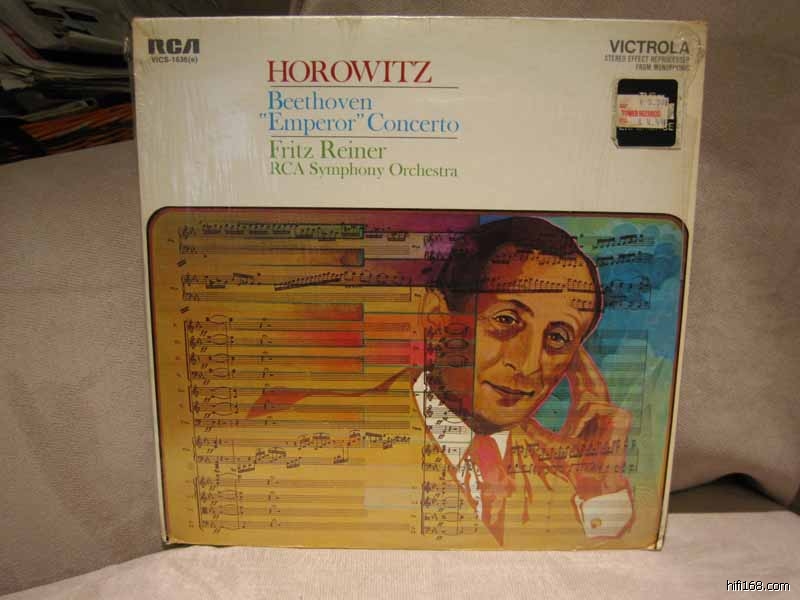 RCA
VICS-1636(e)
VICTROLA
STEREO EFFECT REPROCESSED
FROM MONOPHONIC
HOROWITZ
Beethoven
"Emperor" Concerto
Fritz Reiner
RCA Symphony Orchestra
TOWER RECORDS
hifi168.com